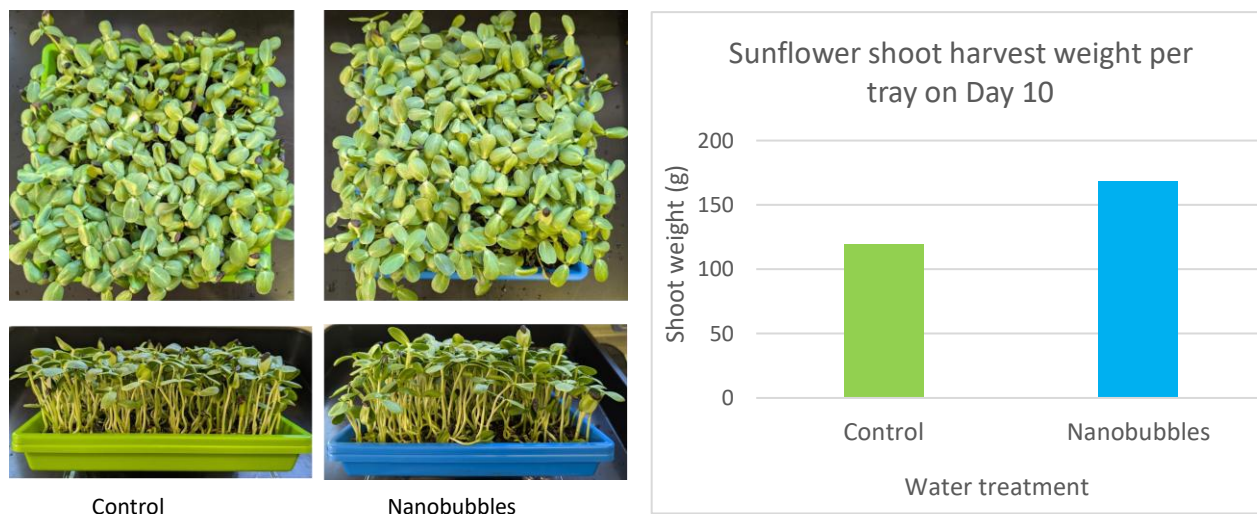 Control
Nanobubbles
Sunflower shoot harvest weight per
tray on Day 10
Shoot weight (g)
200
150
100
50
0
Control
Nanobubbles
Water treatment